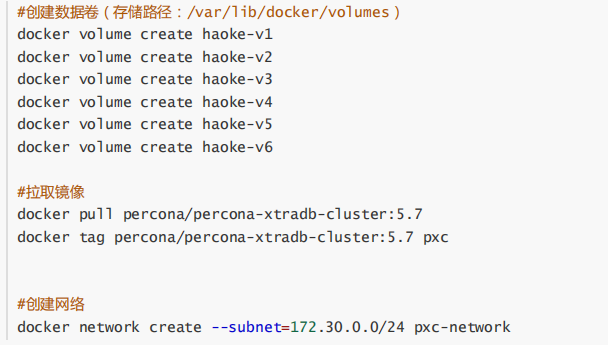 #创建数据卷（存储路径：/var/lib/docker/volumes）
docker volume create haoke-v1
docker volume create haoke-v2
docker volume create haoke-v3
docker volume create haoke-v4
docker volume create haoke-v5
docker volume create haoke-v6
#拉取镜像
docker pull percona/percona-xtradb-cluster:5.7
docker tag percona/percona-xtradb-cluster:5.7 pxc
#创建网络
docker network create --subnet=172.30.0.0/24 pxc-network